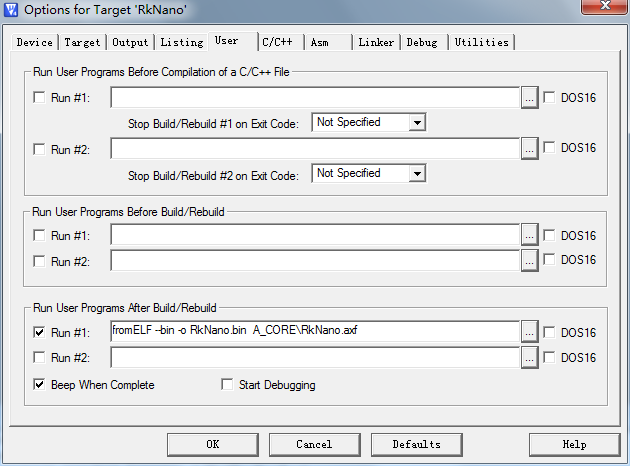 Options for Target 'RkNano'
Device Target Output Listing User C/C++ Asm Linker Debug Utilities
Run User Programs Before Compilation of a C/C++ File
Run #1: ... DOS16
Stop Build/Rebuild #1 on Exit Code: Not Specified
Run #2: ... DOS16
Stop Build/Rebuild #2 on Exit Code: Not Specified
Run User Programs Before Build/Rebuild
Run #1: ... DOS16
Run #2: ... DOS16
Run User Programs After Build/Rebuild
Run #1: fromELF --bin -o RkNano.bin  A_CORE\RkNano.axf ... DOS16
Run #2: ... DOS16
Beep When Complete Start Debugging
OK Cancel Defaults Help